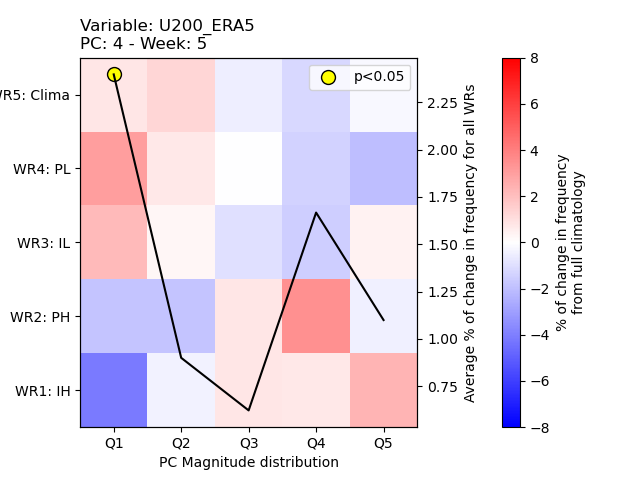 Variable: U200_ERA5
PC: 4 - Week: 5
p<0.05
WR4: PL
WR3: IL
WR2: PH
WR1: IH
Clima
Q1 Q2 Q3 Q4 Q5
PC Magnitude distribution
2.25
2.00
1.75
1.50
1.25
1.00
0.75
Average % of change in frequency for all WRs
8
6
4
2
0
−2
−4
−6
−8
% of change in frequency
from full climatology